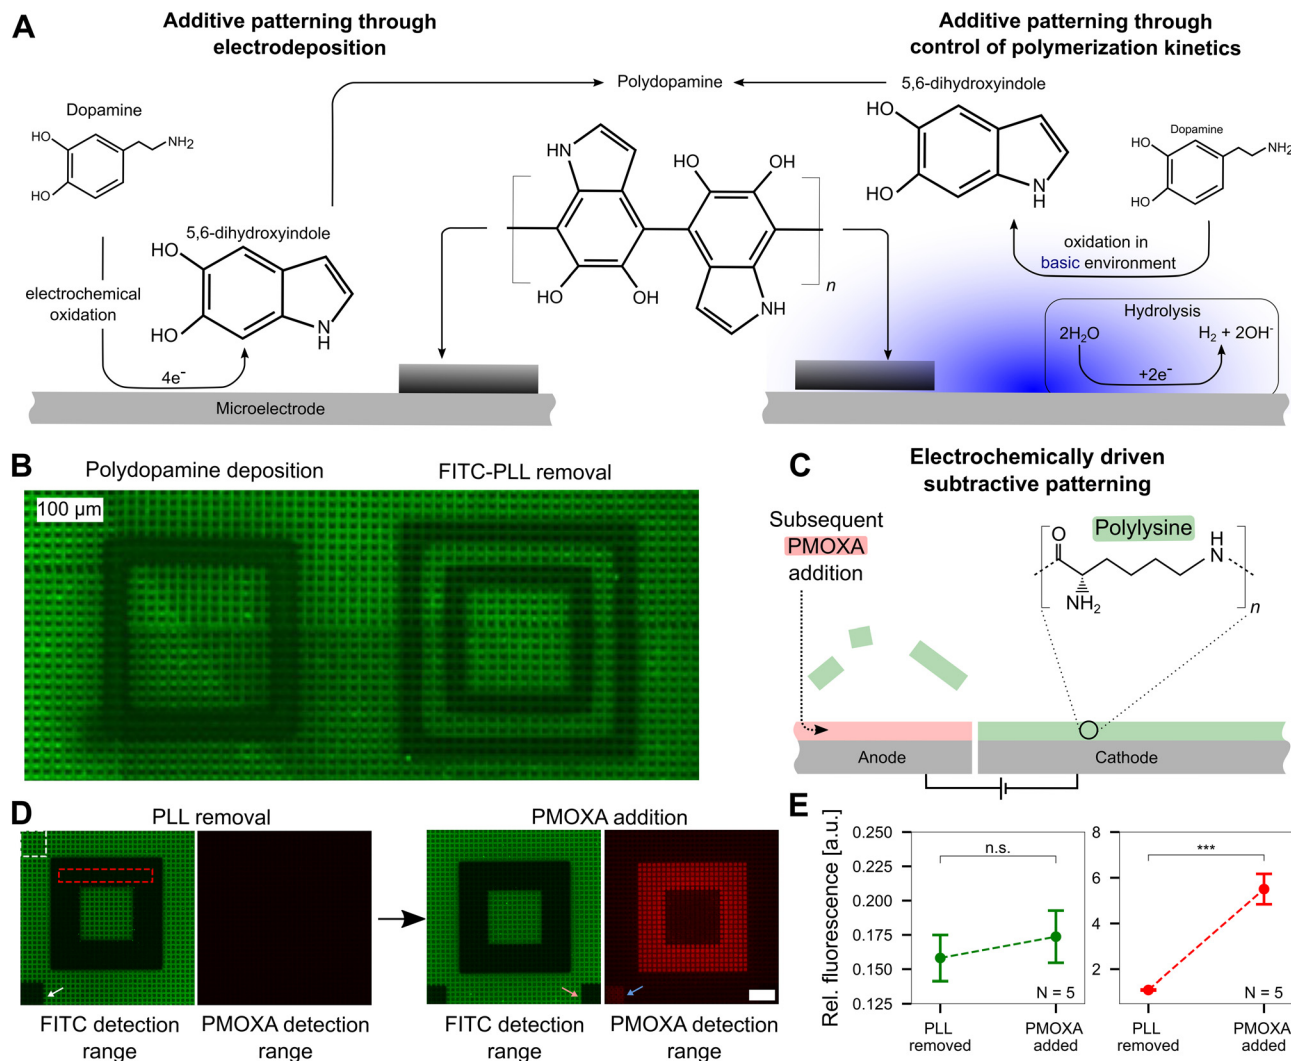 A
Additive patterning through
electrodeposition
Additive patterning through
control of polymerization kinetics
Dopamine
HO
HO
NH2
Polydopamine
5,6-dihydroxyindole
HO
HO
N
H
Dopamine
HO
HO
NH2
5,6-dihydroxyindole
HO
HO
N
H
electrochemical
oxidation
4e-
Microelectrode
HN
HO
OH
HO
OH
NH
n
oxidation in
basic environment
Hydrolysis
2H2O
H2 + 2OH-
+2e-
B
Polydopamine deposition
FITC-PLL removal
100 µm
C
Electrochemically driven
subtractive patterning
Subsequent
PMOXA
addition
Polylysine
O
H
N
NH2
n
Anode
Cathode
D
PLL removal
PMOXA addition
FITC detection
range
PMOXA detection
range
FITC detection
range
PMOXA detection
range
E
Rel. fluorescence [a.u.]
0.250
0.225
0.200
0.175
0.150
0.125
n.s.
N = 5
PLL
removed
PMOXA
added
8
6
4
2
***
N = 5
PLL
removed
PMOXA
added